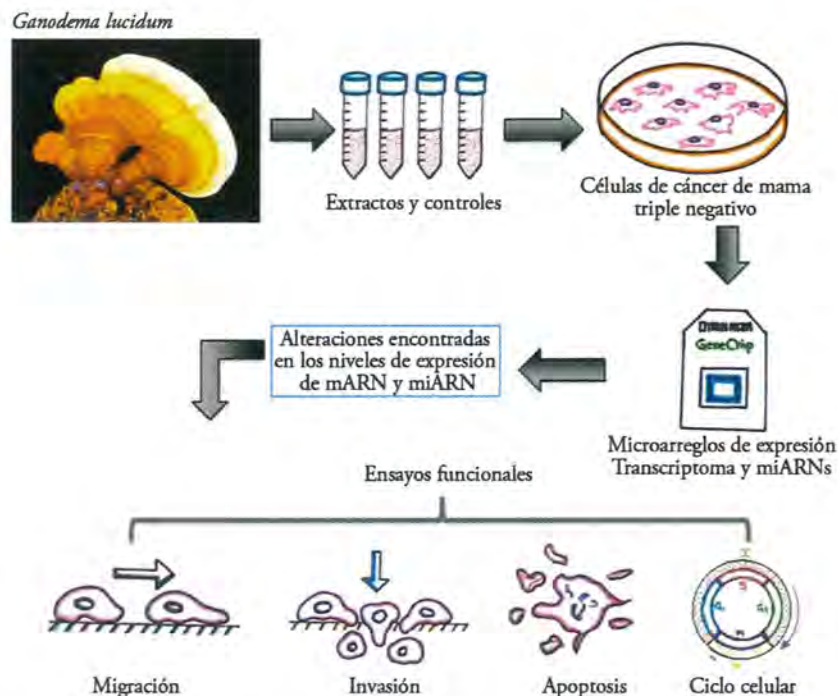 Ganodema lucidum
Extractos y controles
Células de cáncer de mama
triple negativo
GeneChip
Microarreglos de expresión
Transcriptoma y miARNs
Alteraciones encontradas
en los niveles de expresión
de mARN y miARN
Ensayos funcionales
Migración
Invasión
Apoptosis
Ciclo celular